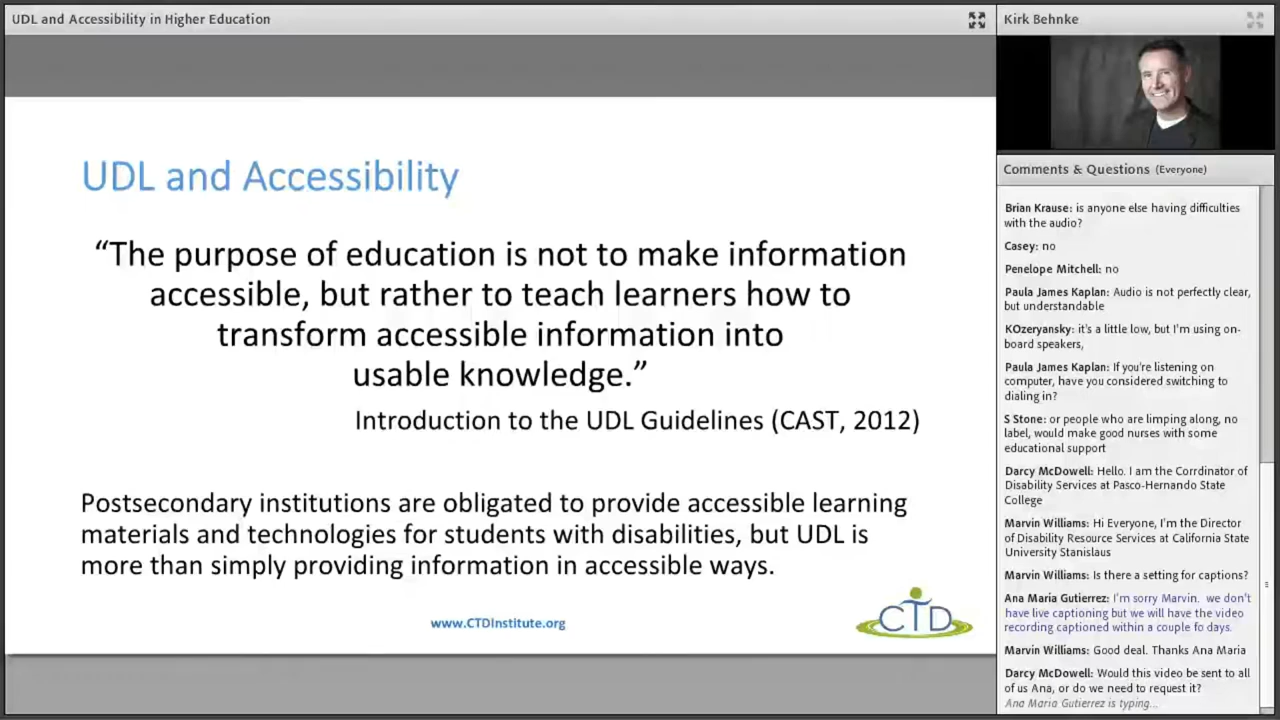 UDL and Accessibility in Higher Education
UDL and Accessibility
“The purpose of education is not to make information
accessible, but rather to teach learners how to
transform accessible information into
usable knowledge.”
Introduction to the UDL Guidelines (CAST, 2012)
Postsecondary institutions are obligated to provide accessible learning
materials and technologies for students with disabilities, but UDL is
more than simply providing information in accessible ways.
www.CTDInstitute.org
CTD
Kirk Behnke
Comments & Questions (Everyone)
Brian Krause: is anyone else having difficulties
with the audio?
Casey: no
Penelope Mitchell: no
Paula James Kaplan: Audio is not perfectly clear,
but understandable
KOzeryansky: it's a little low, but I'm using on-
board speakers,
Paula James Kaplan: If you're listening on
computer, have you considered switching to
dialing in?
S Stone: or people who are limping along, no
label, would make good nurses with some
educational support
Darcy McDowell: Hello. I am the Corrdinator of
Disability Services at Pasco-Hernando State
College
Marvin Williams: Hi Everyone, I'm the Director
of Disability Resource Services at California State
University Stanislaus
Marvin Williams: Is there a setting for captions?
Ana Maria Gutierrez: I'm sorry Marvin. we don't
have live captioning but we will have the video
recording captioned within a couple fo days.
Marvin Williams: Good deal. Thanks Ana Maria
Darcy McDowell: Would this video be sent to all
of us Ana, or do we need to request it?
Ana Maria Gutierrez is typing...